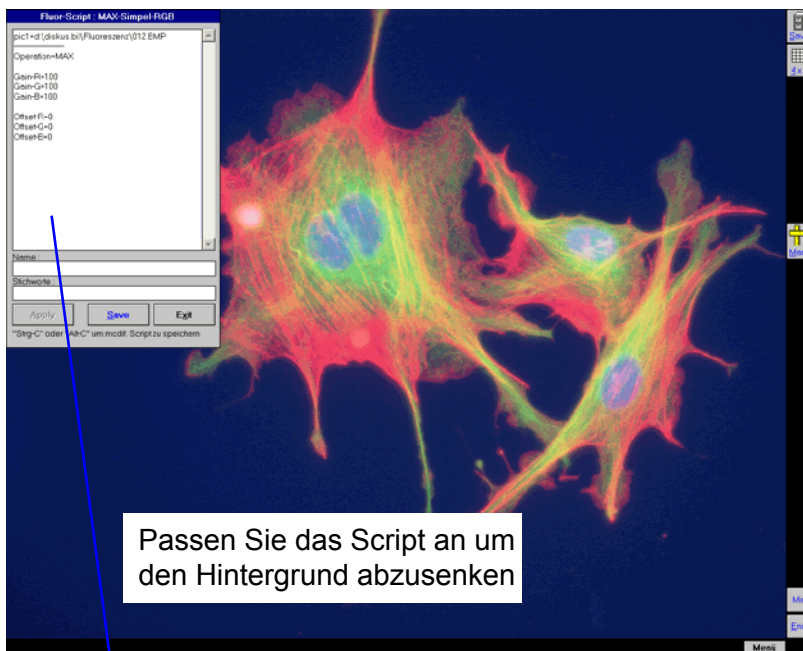 Fluor-Script : MAX-Simpel-RGB
pic1=d:\diskus.bil\Fluoreszenz\012.EMP
Operation=MAX
Gain-R=100
Gain-G=100
Gain-B=100
Offset-R=0
Offset-G=0
Offset-B=0
Name :
Stichworte :
Apply
Save
Exit
"Strg-C" oder "Alt-C" um modif. Script zu speichern
Passen Sie das Script an um
den Hintergrund abzusenken
Menü